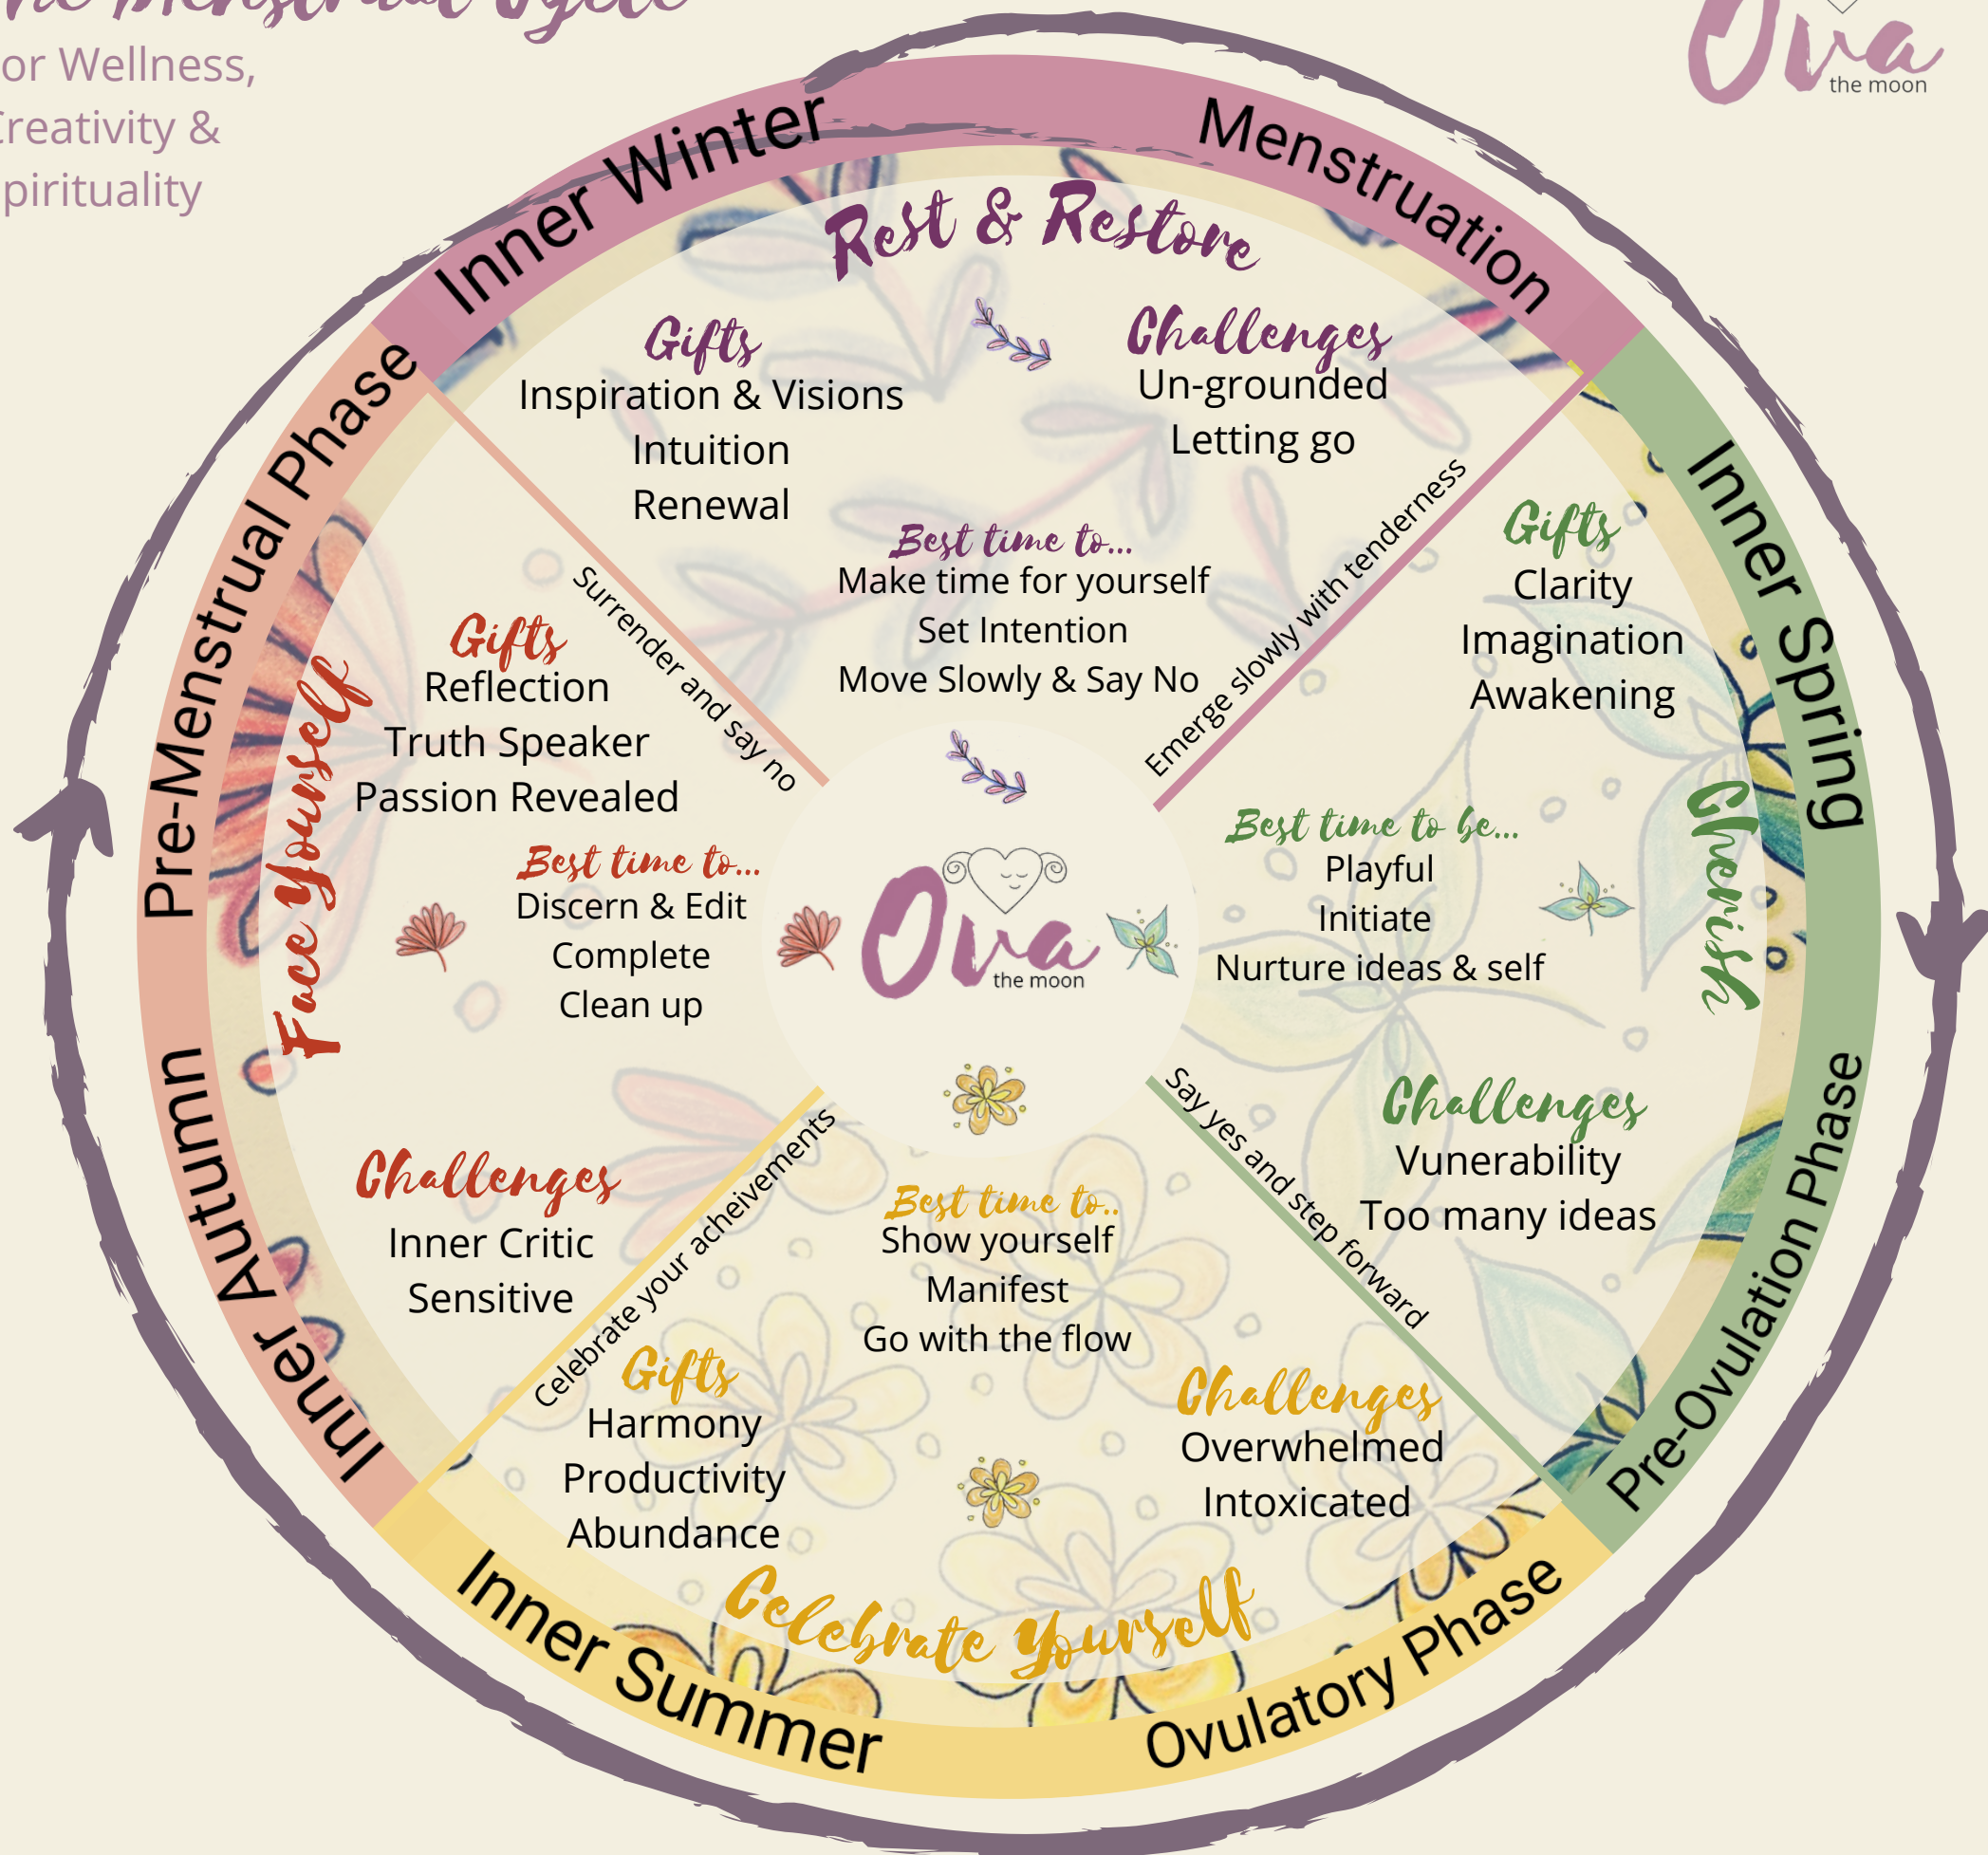 The Menstrual Cycle
or Wellness,
Creativity &
pirituality
Ova
the moon
Inner Winter
Menstruation
Rest & Restore
Gifts
Inspiration & Visions
Intuition
Renewal
Challenges
Un-grounded
Letting go
Best time to...
Make time for yourself
Set Intention
Move Slowly & Say No
Emerge slowly with tenderness
Inner Spring
Pre-Ovulation Phase
Cherish
Gifts
Clarity
Imagination
Awakening
Best time to be...
Playful
Initiate
Nurture ideas & self
Challenges
Vunerability
Too many ideas
Say yes and step forward
Ovulatory Phase
Inner Summer
Celebrate Yourself
Best time to..
Show yourself
Manifest
Go with the flow
Gifts
Harmony
Productivity
Abundance
Challenges
Overwhelmed
Intoxicated
Celebrate your acheivements
Inner Autumn
Pre-Menstrual Phase
Face Yourself
Gifts
Reflection
Truth Speaker
Passion Revealed
Best time to...
Discern & Edit
Complete
Clean up
Challenges
Inner Critic
Sensitive
Surrender and say no
Ova
the moon